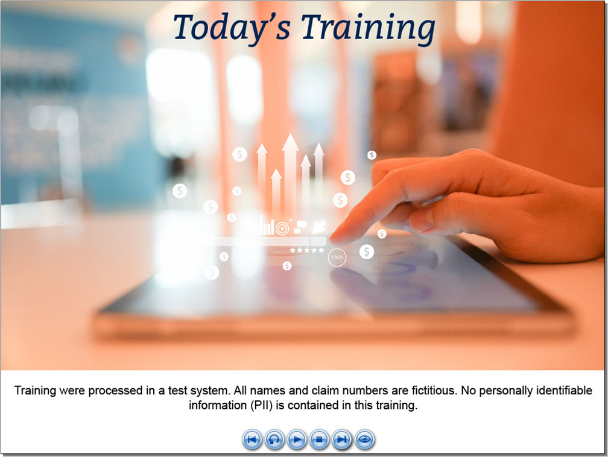 Today's Training
Training were processed in a test system. All names and claim numbers are fictitious. No personally identifiable
information (PII) is contained in this training.